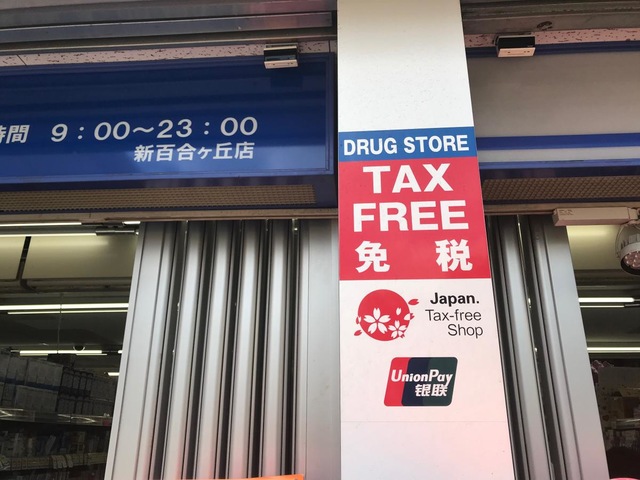 時間 9：00～23：00
新百合ヶ丘店
DRUG STORE
TAX
FREE
免 税
Japan.
Tax-free
Shop
UnionPay
银联